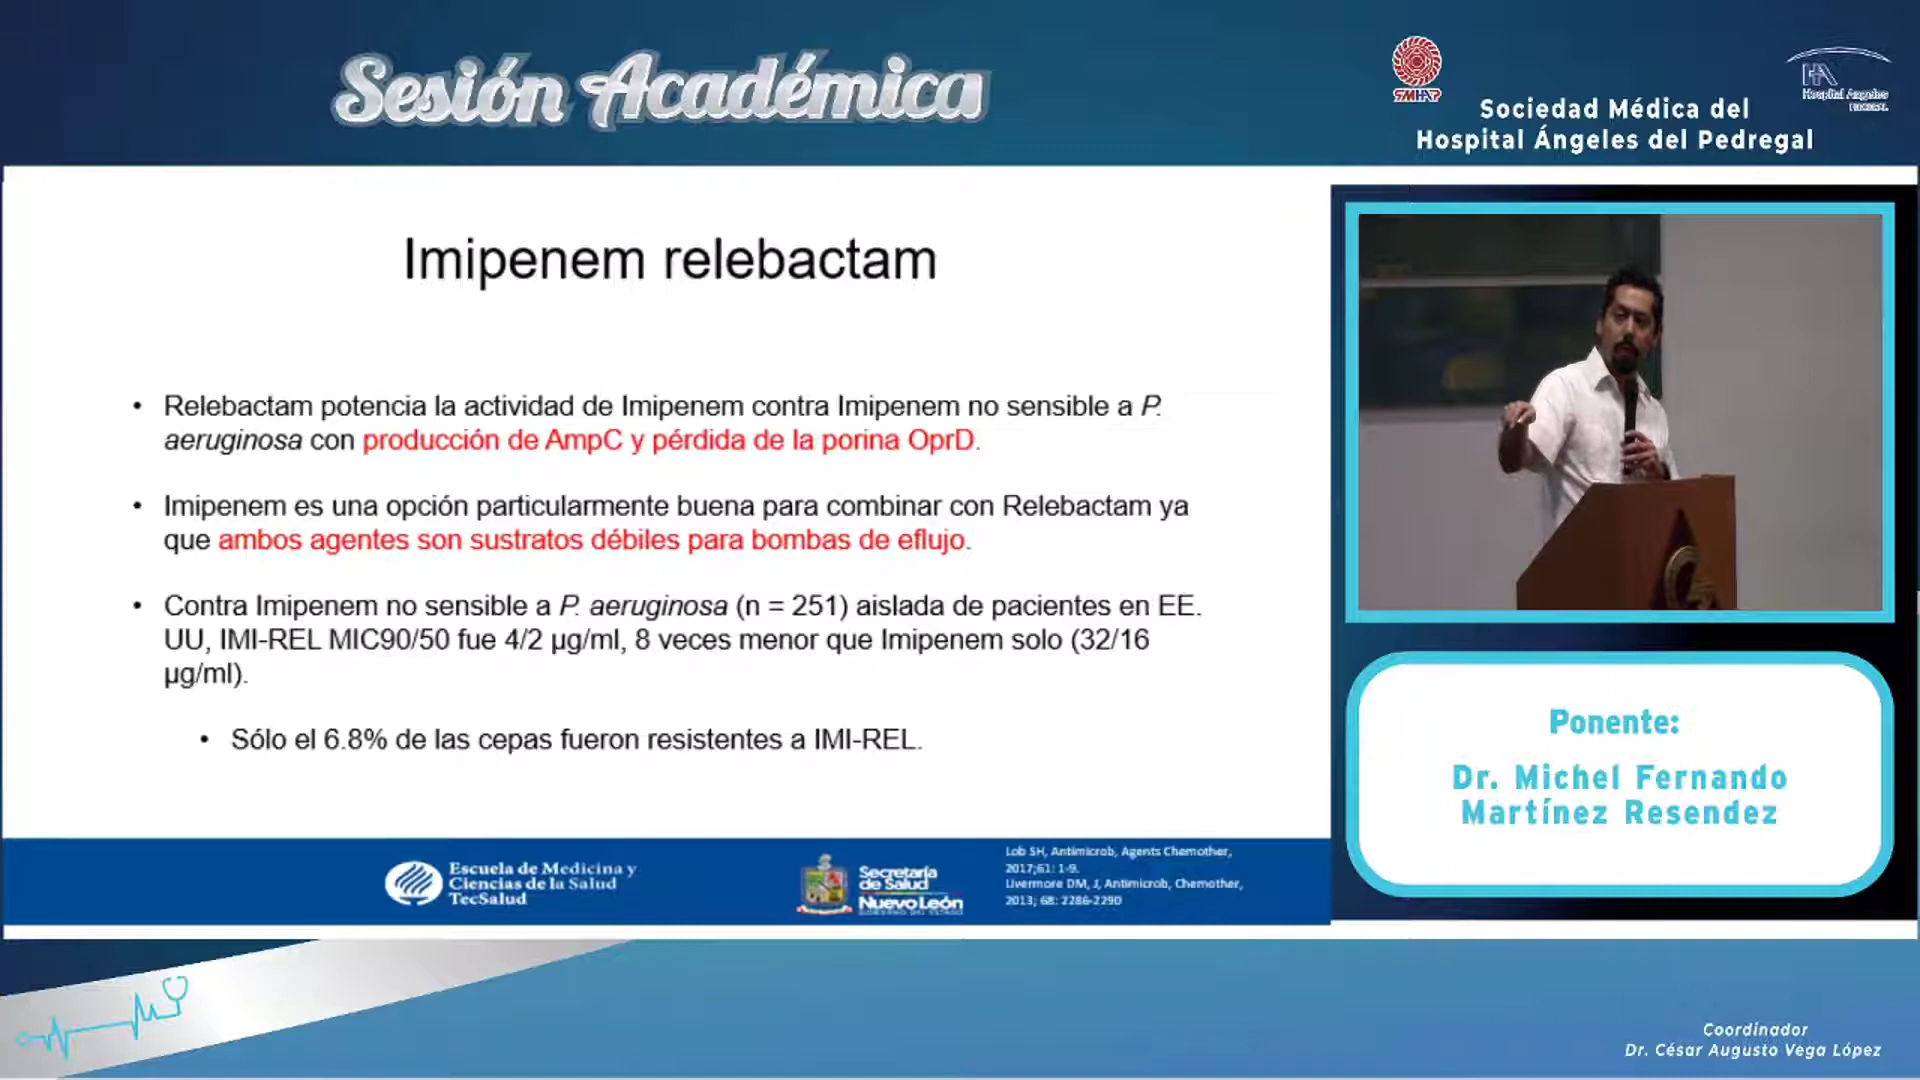 Sesión Académica
SMHAP
Sociedad Médica del
Hospital Ángeles del Pedregal
Hospital Angeles
Imipenem relebactam
• Relebactam potencia la actividad de Imipenem contra Imipenem no sensible a P.
aeruginosa con producción de AmpC y pérdida de la porina OprD.
• Imipenem es una opción particularmente buena para combinar con Relebactam ya
que ambos agentes son sustratos débiles para bombas de eflujo.
• Contra Imipenem no sensible a P. aeruginosa (n = 251) aislada de pacientes en EE.
UU, IMI-REL MIC90/50 fue 4/2 µg/ml, 8 veces menor que Imipenem solo (32/16
µg/ml).
• Sólo el 6.8% de las cepas fueron resistentes a IMI-REL.
Escuela de Medicina y
Ciencias de la Salud
TecSalud
Secretaría
de Salud
Nuevo León
GOBIERNO DEL ESTADO
Lob SH, Antimicrob, Agents Chemother,
2017;61: 1-9.
Livermore DM, J, Antimicrob, Chemother,
2013; 68: 2286-2290
Ponente:
Dr. Michel Fernando
Martínez Resendez
Coordinador
Dr. César Augusto Vega López